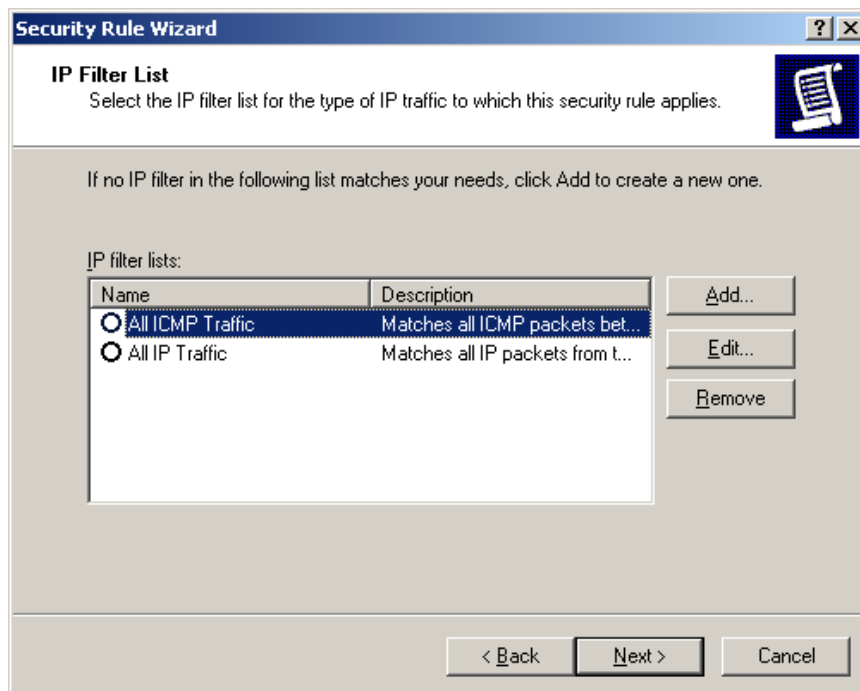 Security Rule Wizard
IP Filter List
Select the IP filter list for the type of IP traffic to which this security rule applies.
If no IP filter in the following list matches your needs, click Add to create a new one.
IP filter lists:
Name Description
All ICMP Traffic Matches all ICMP packets bet...
All IP Traffic Matches all IP packets from t...
Add...
Edit...
Remove
< Back Next > Cancel